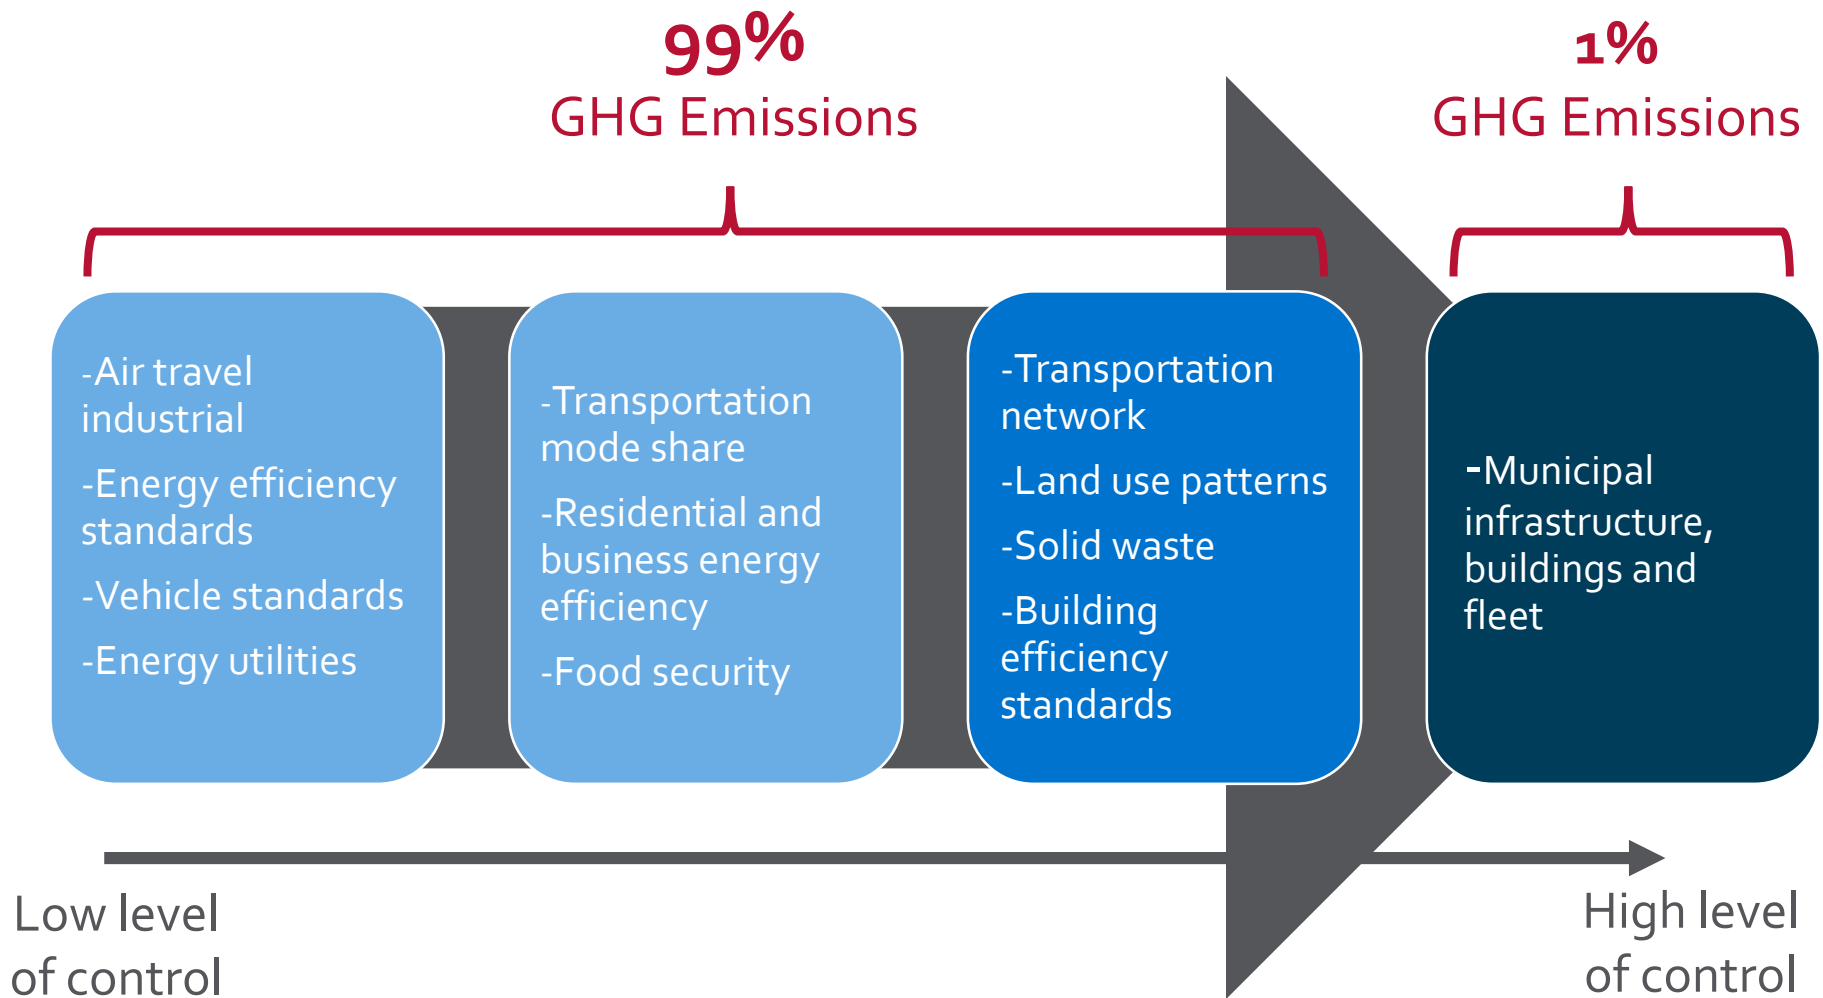 99%
GHG Emissions
1%
GHG Emissions
-Air travel
industrial
-Energy efficiency
standards
-Vehicle standards
-Energy utilities
-Transportation
mode share
-Residential and
business energy
efficiency
-Food security
-Transportation
network
-Land use patterns
-Solid waste
-Building
efficiency
standards
-Municipal
infrastructure,
buildings and
fleet
Low level
of control
High level
of control